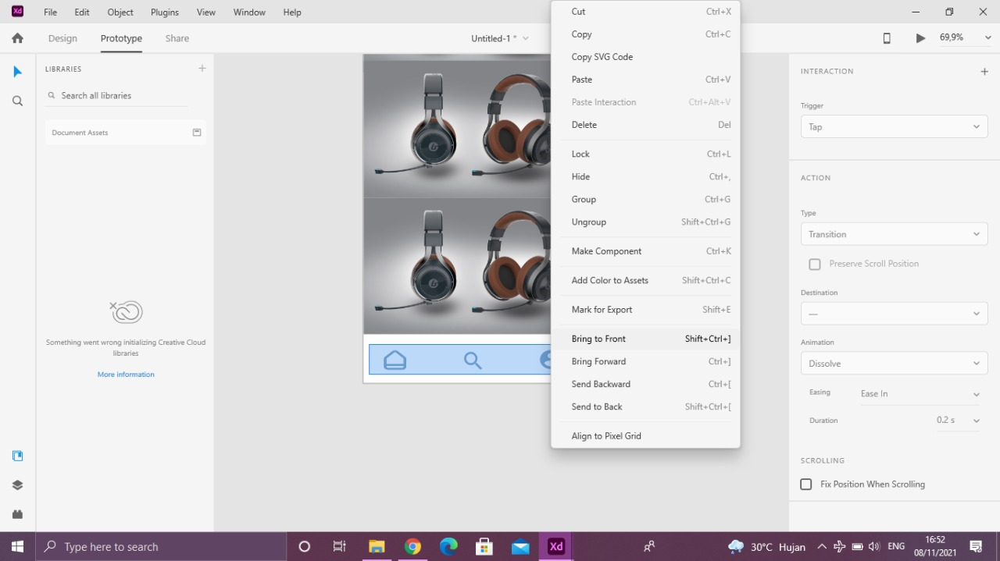 Xd File Edit Object Plugins View Window Help
Design Prototype Share
Untitled-1 *
69,9%
LIBRARIES
Search all libraries
Document Assets
Something went wrong initializing Creative Cloud
libraries
More information
Cut Ctrl+X
Copy Ctrl+C
Copy SVG Code
Paste Ctrl+V
Paste Interaction Ctrl+Alt+V
Delete Del
Lock Ctrl+L
Hide Ctrl+,
Group Ctrl+G
Ungroup Shift+Ctrl+G
Make Component Ctrl+K
Add Color to Assets Shift+Ctrl+C
Mark for Export Shift+E
Bring to Front Shift+Ctrl+]
Bring Forward Ctrl+]
Send Backward Ctrl+[
Send to Back Shift+Ctrl+[
Align to Pixel Grid
INTERACTION
Trigger
Tap
ACTION
Type
Transition
Preserve Scroll Position
Destination
—
Animation
Dissolve
Easing Ease In
Duration 0.2 s
SCROLLING
Fix Position When Scrolling
Type here to search
Xd
30°C Hujan
ENG
16:52
08/11/2021